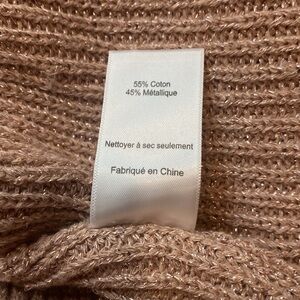 55% Coton
45% Métallique
Nettoyer à sec seulement
Fabriqué en Chine